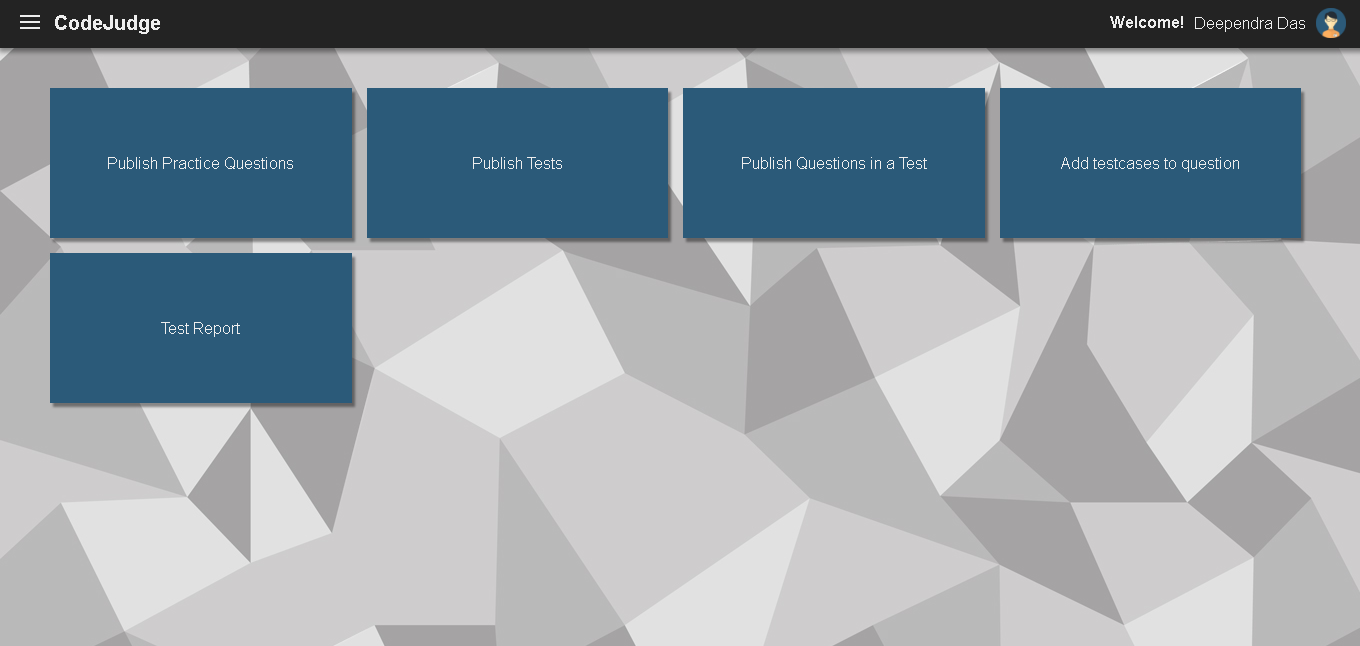 CodeJudge
Welcome! Deependra Das
Publish Practice Questions
Publish Tests
Publish Questions in a Test
Add testcases to question
Test Report